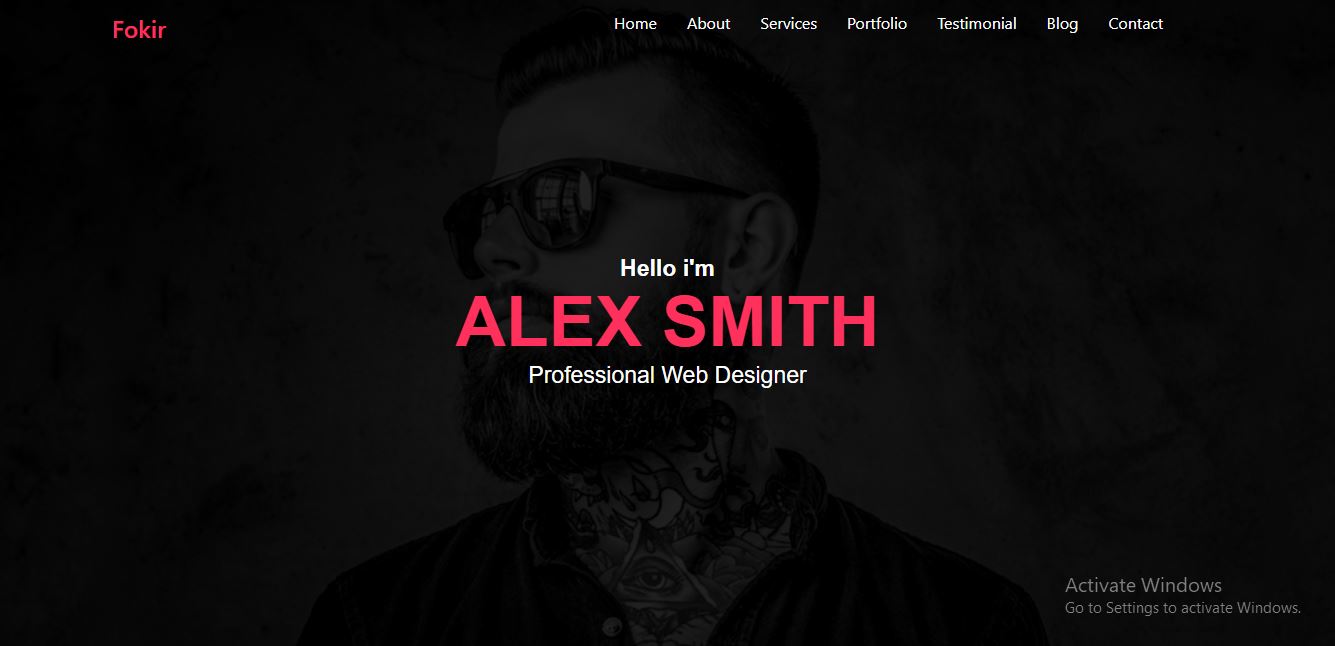 Fokir
Home About Services Portfolio Testimonial Blog Contact
Hello i'm
ALEX SMITH
Professional Web Designer
Activate Windows
Go to Settings to activate Windows.